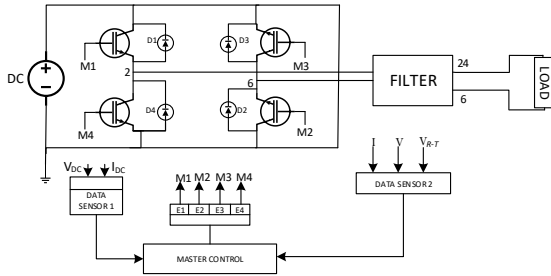 D1
D3
M1
M3
2
DC
FILTER
24
LOAD
6
6
D4
D2
M4
M2
VDC IDC
I V VR-T
M1 M2 M3 M4
DATA
SENSOR 1
DATA SENSOR 2
E1 E2 E3 E4
MASTER CONTROL